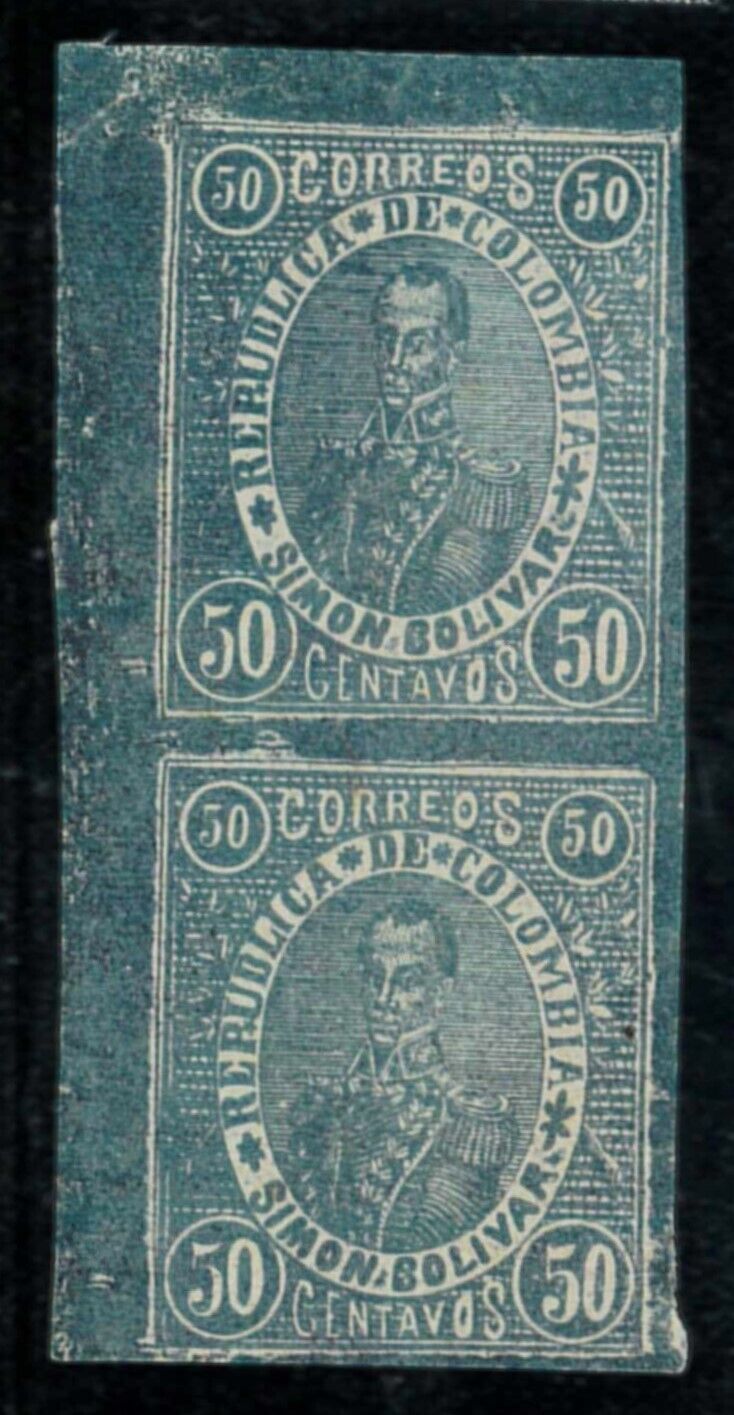 50 CORREOS 50
REPUBLICA * DE * COLOMBIA
* SIMON BOLIVAR *
50 CENTAVOS 50
50 CORREOS 50
REPUBLICA * DE * COLOMBIA
* SIMON BOLIVAR *
50 CENTAVOS 50